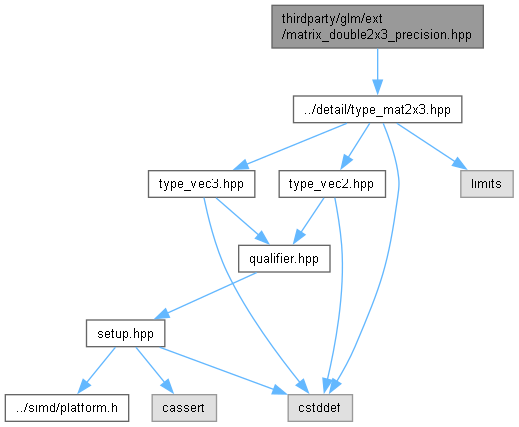 thirdparty/glm/ext
/matrix_double2x3_precision.hpp
../detail/type_mat2x3.hpp
type_vec3.hpp
type_vec2.hpp
limits
qualifier.hpp
setup.hpp
../simd/platform.h
cassert
cstddef